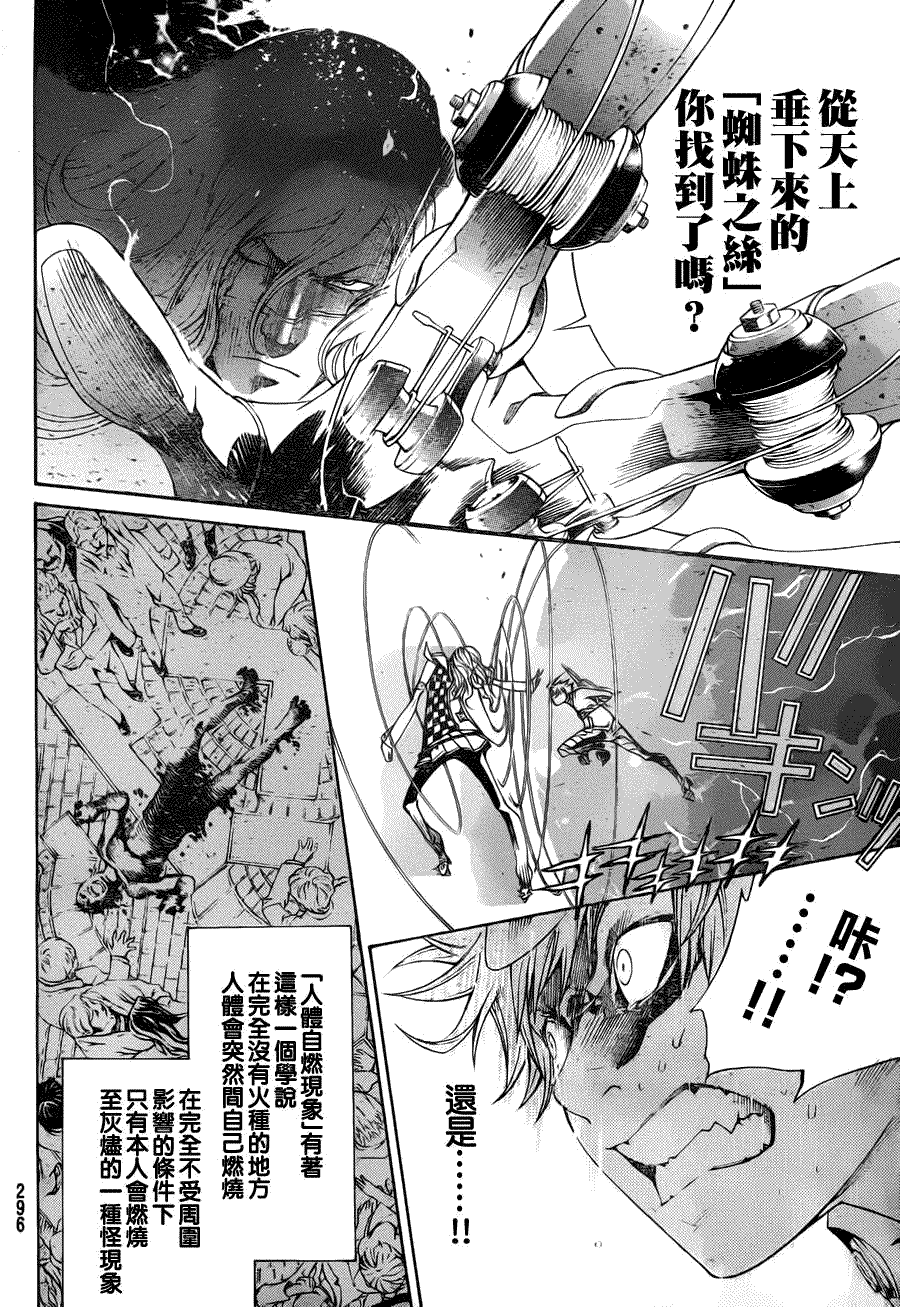 從天上
垂下來的
「蜘蛛之絲」
你找到了嗎？
キン
咔
！？
……
！！
還是……！！
「人體自燃現象」有著
這樣一個學說
在完全沒有火種的地方
人體會突然間自己燃燒
在完全不受周圍
影響的條件下
只有本人會燃燒
至灰燼的一種怪現象
296